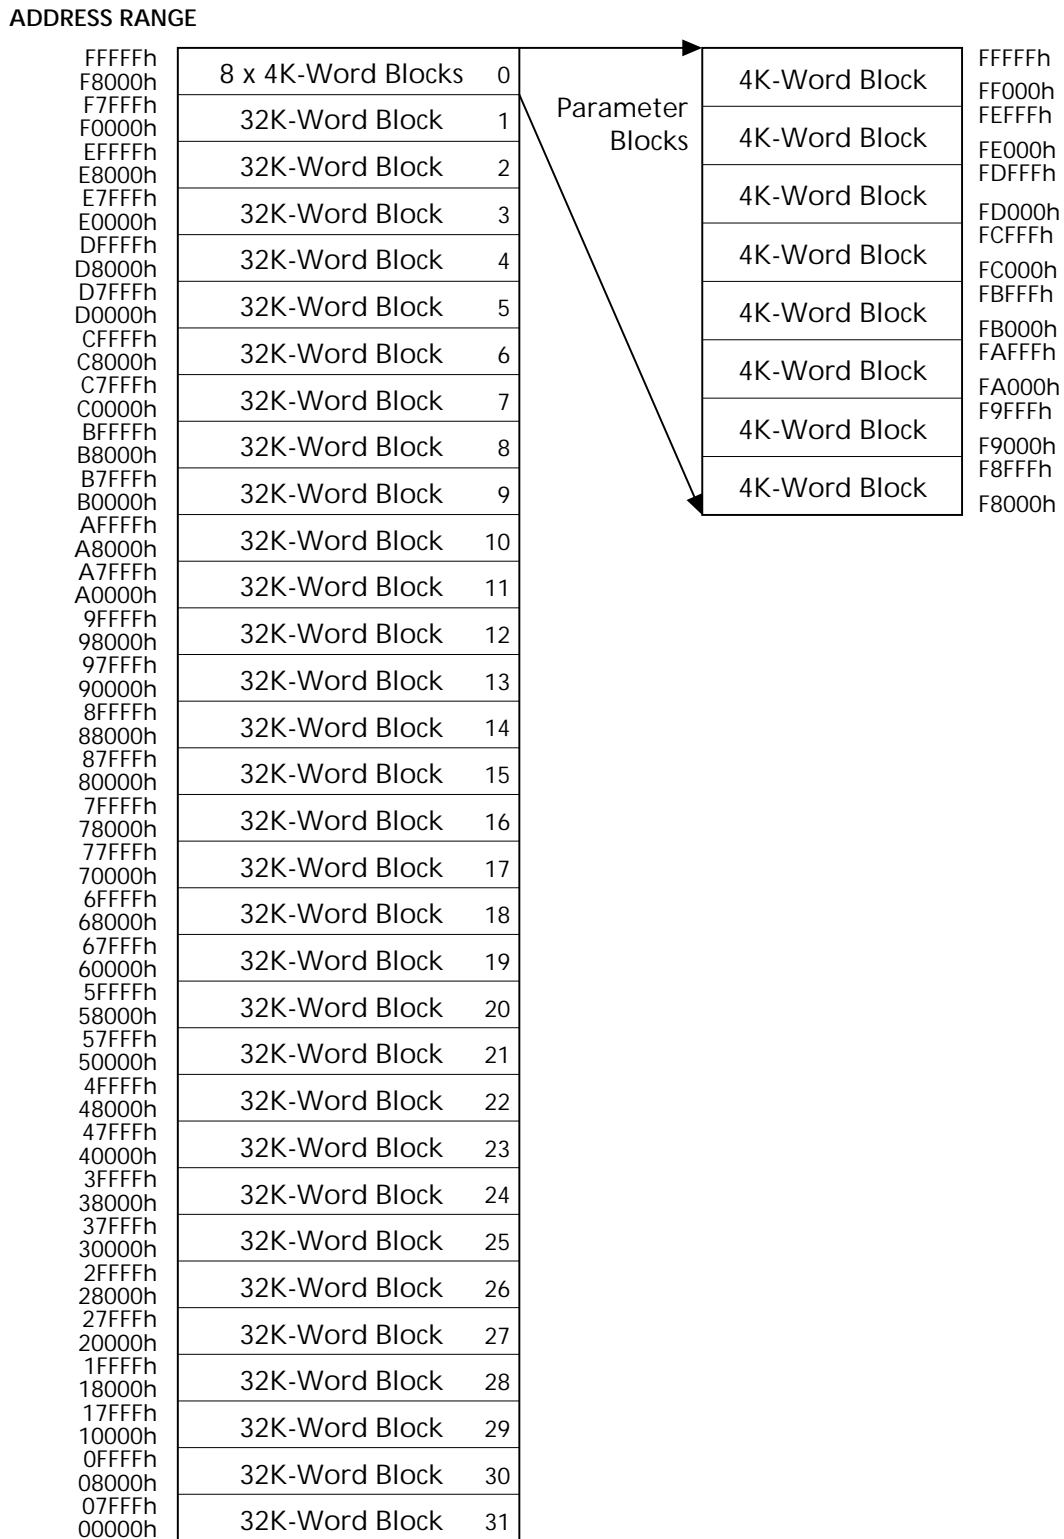 ADDRESS RANGE
FFFFFh
F8000h
8 x 4K-Word Blocks 0
F7FFFh
F0000h
32K-Word Block 1
EFFFFh
E8000h
32K-Word Block 2
E7FFFh
E0000h
32K-Word Block 3
DFFFFh
D8000h
32K-Word Block 4
D7FFFh
D0000h
32K-Word Block 5
CFFFFh
C8000h
32K-Word Block 6
C7FFFh
C0000h
32K-Word Block 7
BFFFFh
B8000h
32K-Word Block 8
B7FFFh
B0000h
32K-Word Block 9
AFFFFh
A8000h
32K-Word Block 10
A7FFFh
A0000h
32K-Word Block 11
9FFFFh
98000h
32K-Word Block 12
97FFFh
90000h
32K-Word Block 13
8FFFFh
88000h
32K-Word Block 14
87FFFh
80000h
32K-Word Block 15
7FFFFh
78000h
32K-Word Block 16
77FFFh
70000h
32K-Word Block 17
6FFFFh
68000h
32K-Word Block 18
67FFFh
60000h
32K-Word Block 19
5FFFFh
58000h
32K-Word Block 20
57FFFh
50000h
32K-Word Block 21
4FFFFh
48000h
32K-Word Block 22
47FFFh
40000h
32K-Word Block 23
3FFFFh
38000h
32K-Word Block 24
37FFFh
30000h
32K-Word Block 25
2FFFFh
28000h
32K-Word Block 26
27FFFh
20000h
32K-Word Block 27
1FFFFh
18000h
32K-Word Block 28
17FFFh
10000h
32K-Word Block 29
0FFFFh
08000h
32K-Word Block 30
07FFFh
00000h
32K-Word Block 31
Parameter
Blocks
4K-Word Block
FFFFFh
FF000h
4K-Word Block
FEFFFh
FE000h
4K-Word Block
FDFFFh
FD000h
4K-Word Block
FCFFFh
FC000h
4K-Word Block
FBFFFh
FB000h
4K-Word Block
FAFFFh
FA000h
4K-Word Block
F9FFFh
F9000h
4K-Word Block
F8FFFh
F8000h